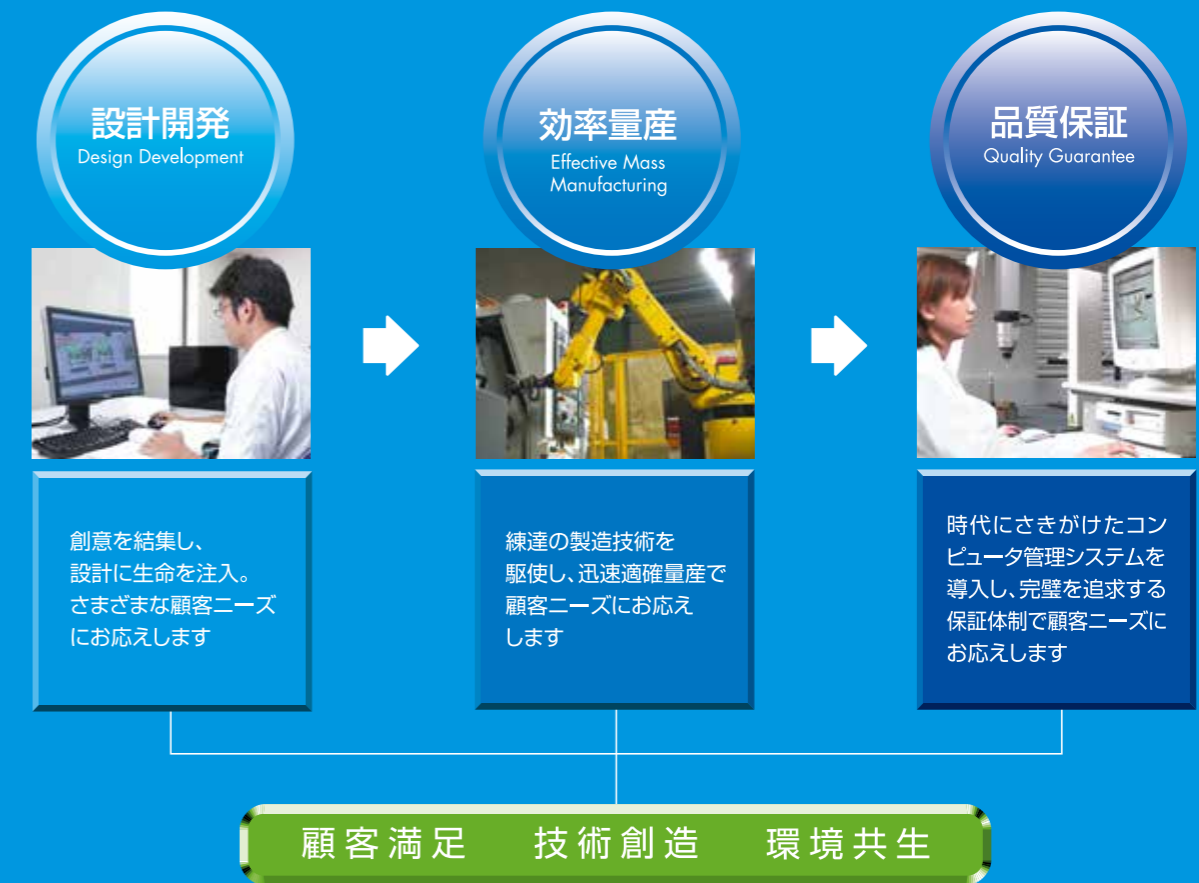 設計開発
Design Development
効率量産
Effective Mass
Manufacturing
品質保証
Quality Guarantee
創意を結集し、
設計に生命を注入。
さまざまな顧客ニーズ
にお応えします
練達の製造技術を
駆使し、迅速適確量産で
顧客ニーズにお応え
します
時代にさきがけたコン
ピュータ管理システムを
導入し、完璧を追求する
保証体制で顧客ニーズに
お応えします
顧客満足 技術創造 環境共生